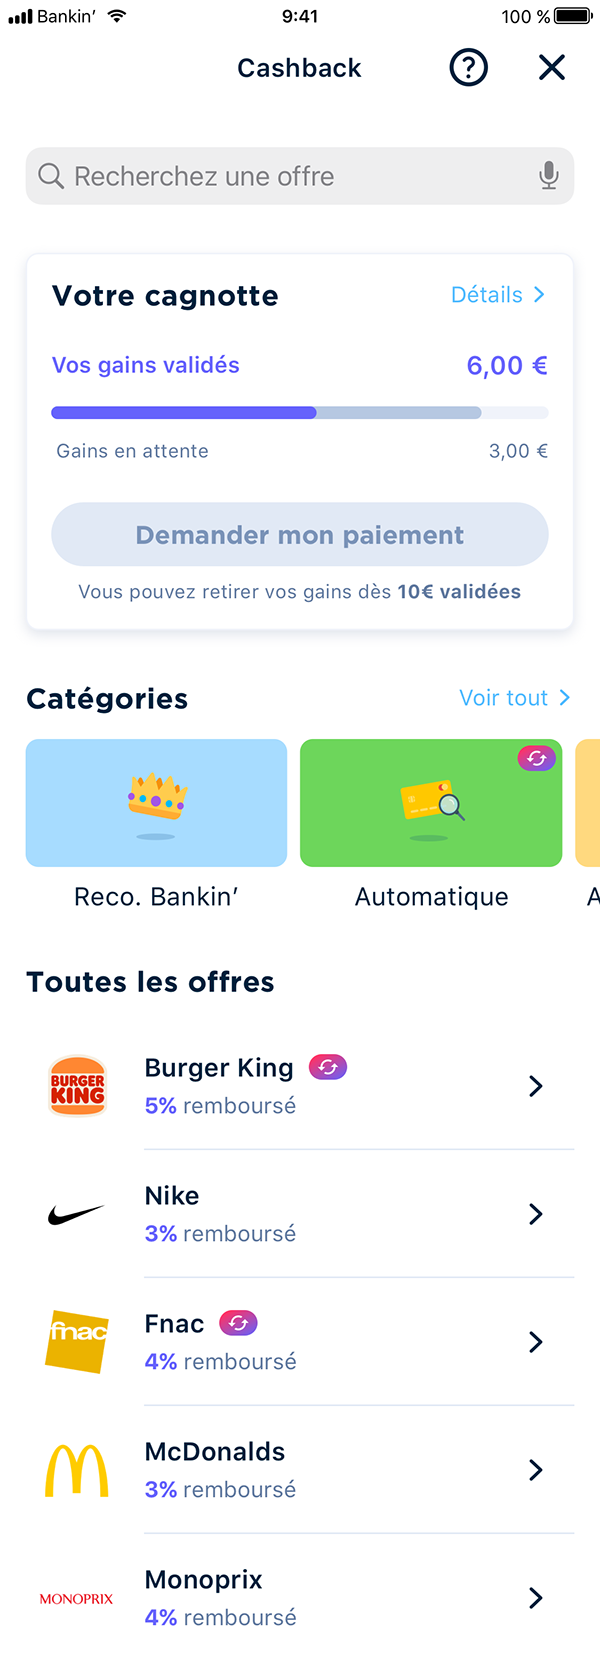 Bankin’ 9:41 100 %
Cashback
Recherchez une offre
Votre cagnotte Détails
Vos gains validés 6,00 €
Gains en attente 3,00 €
Demander mon paiement
Vous pouvez retirer vos gains dès 10€ validées
Catégories Voir tout
Reco. Bankin’ Automatique A
Toutes les offres
BURGER KING
Burger King
5% remboursé
Nike
3% remboursé
fnac
Fnac
4% remboursé
McDonalds
3% remboursé
MONOPRIX
Monoprix
4% remboursé